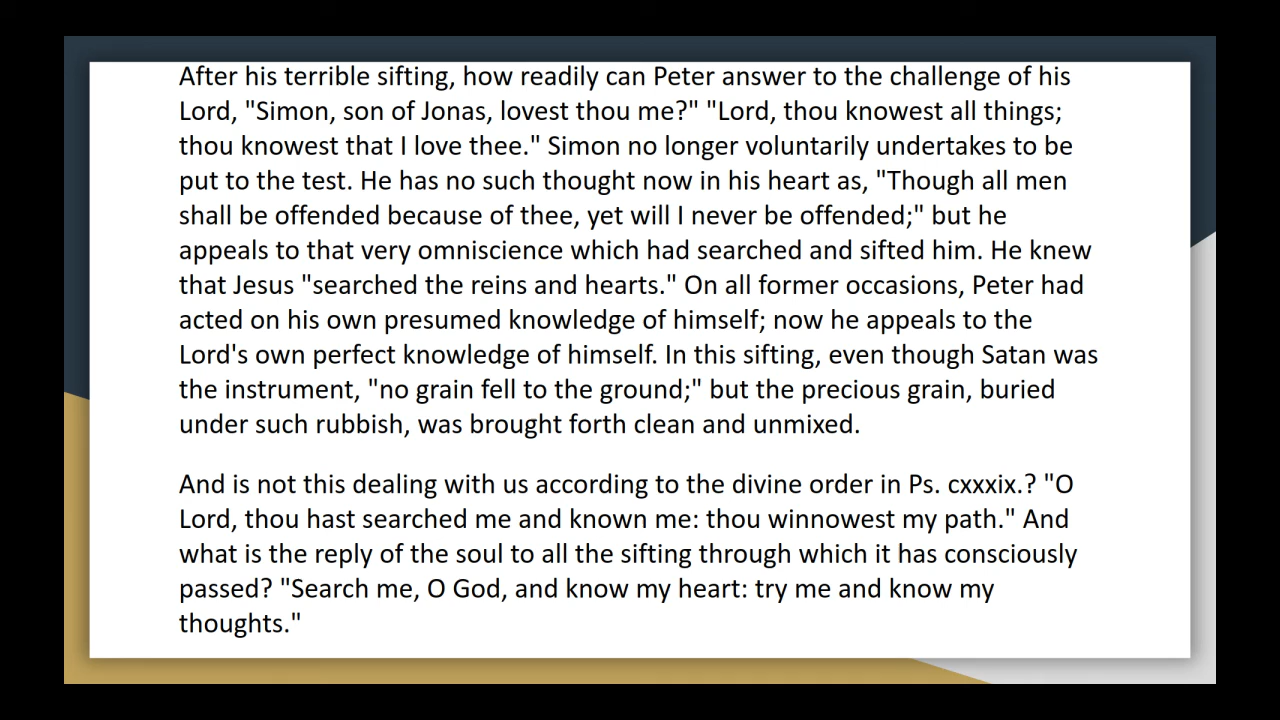 After his terrible sifting, how readily can Peter answer to the challenge of his
Lord, "Simon, son of Jonas, lovest thou me?" "Lord, thou knowest all things;
thou knowest that I love thee." Simon no longer voluntarily undertakes to be
put to the test. He has no such thought now in his heart as, "Though all men
shall be offended because of thee, yet will I never be offended;" but he
appeals to that very omniscience which had searched and sifted him. He knew
that Jesus "searched the reins and hearts." On all former occasions, Peter had
acted on his own presumed knowledge of himself; now he appeals to the
Lord's own perfect knowledge of himself. In this sifting, even though Satan was
the instrument, "no grain fell to the ground;" but the precious grain, buried
under such rubbish, was brought forth clean and unmixed.
And is not this dealing with us according to the divine order in Ps. cxxxix.? "O
Lord, thou hast searched me and known me: thou winnowest my path." And
what is the reply of the soul to all the sifting through which it has consciously
passed? "Search me, O God, and know my heart: try me and know my
thoughts."